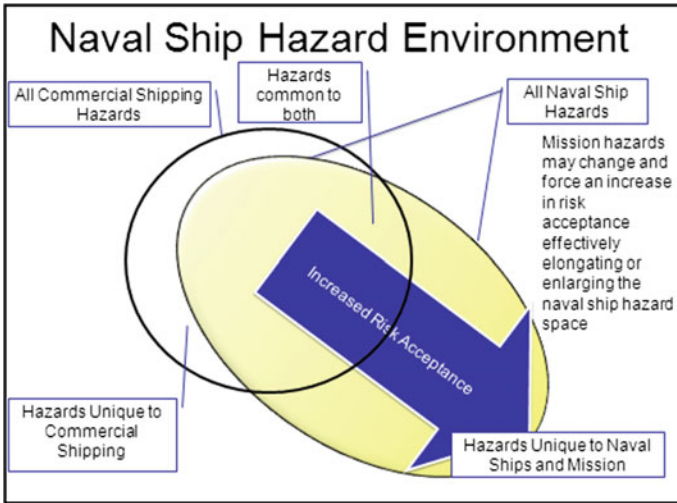 Naval Ship Hazard Environment
All Commercial Shipping
Hazards
Hazards
common to
both
All Naval Ship
Hazards
Mission hazards
may change and
force an increase
in risk
acceptance
effectively
elongating or
enlarging the
naval ship hazard
space
Increased Risk Acceptance
Hazards Unique to
Commercial
Shipping
Hazards Unique to Naval
Ships and Mission